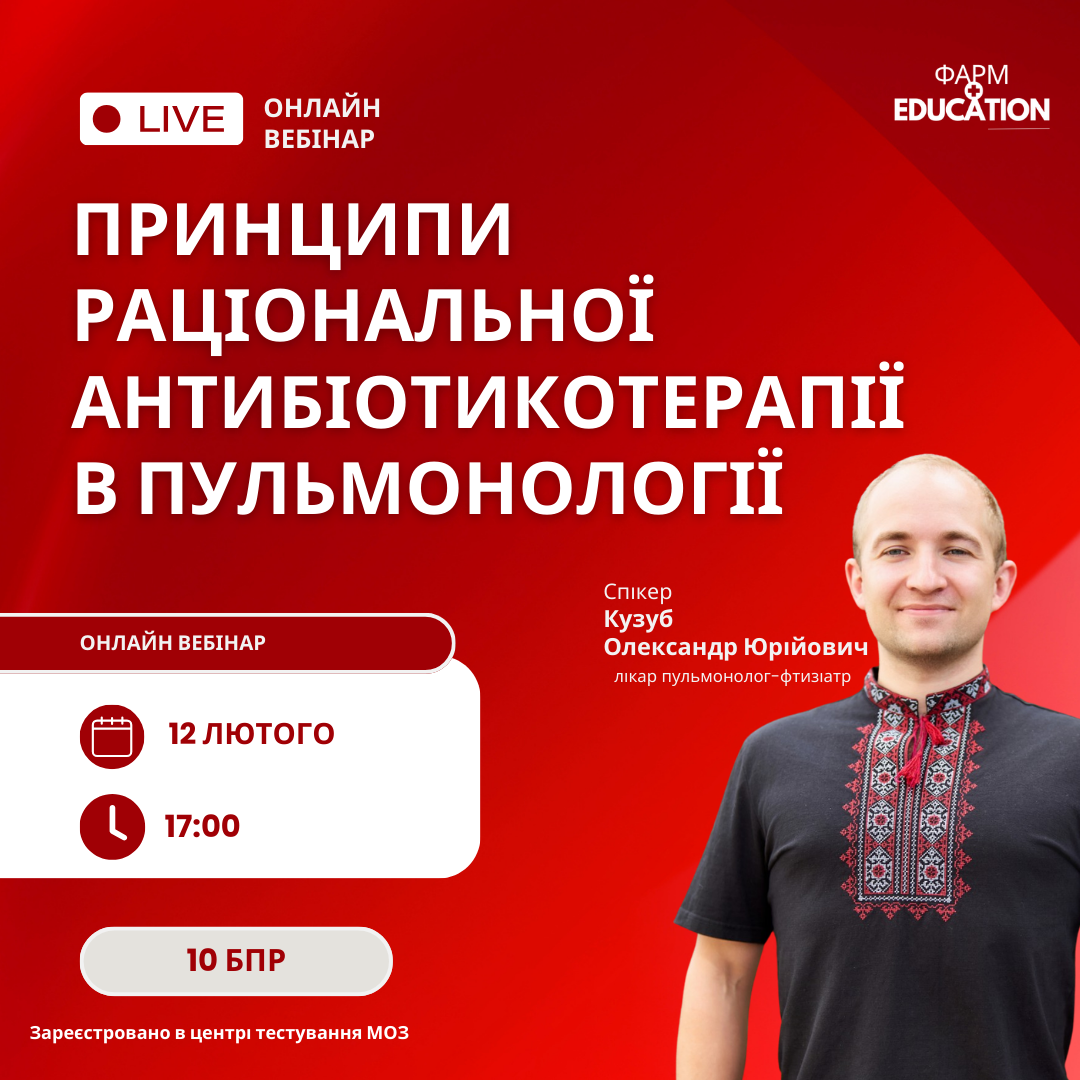 LIVE
ОНЛАЙН
ВЕБІНАР
ФАРМ
EDUCATION
ПРИНЦИПИ
РАЦІОНАЛЬНОЇ
АНТИБІОТИКОТЕРАПІЇ
В ПУЛЬМОНОЛОГІЇ
Спікер
Кузуб
Олександр Юрійович
лікар пульмонолог-фтизіатр
ОНЛАЙН ВЕБІНАР
12 ЛЮТОГО
17:00
10 БПР
Зареєстровано в центрі тестування МОЗ